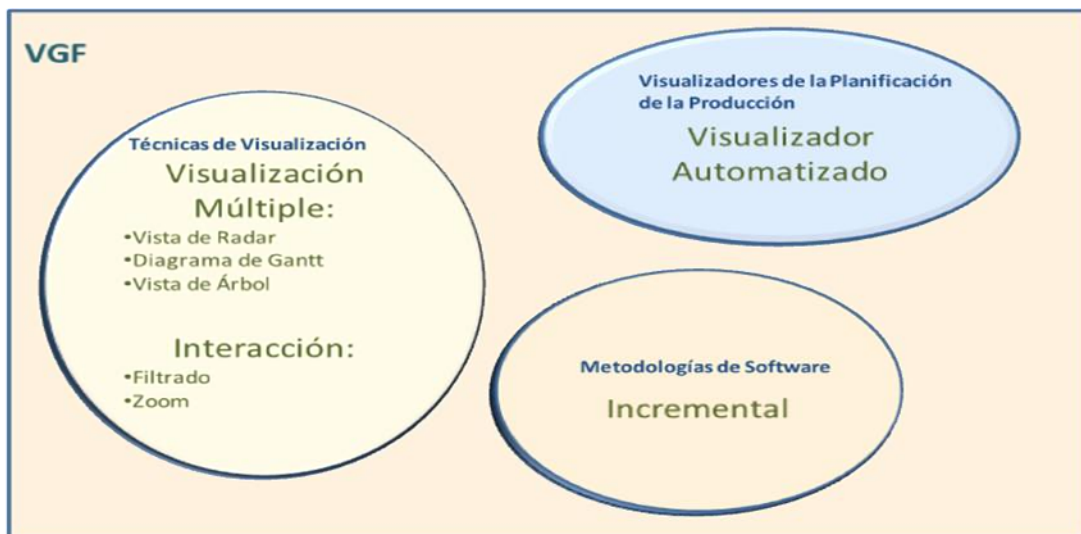 VGF
Técnicas de Visualización
Visualización
Múltiple:
•Vista de Radar
•Diagrama de Gantt
•Vista de Árbol
Interacción:
•Filtrado
•Zoom
Visualizadores de la Planificación
de la Producción
Visualizador
Automatizado
Metodologías de Software
Incremental